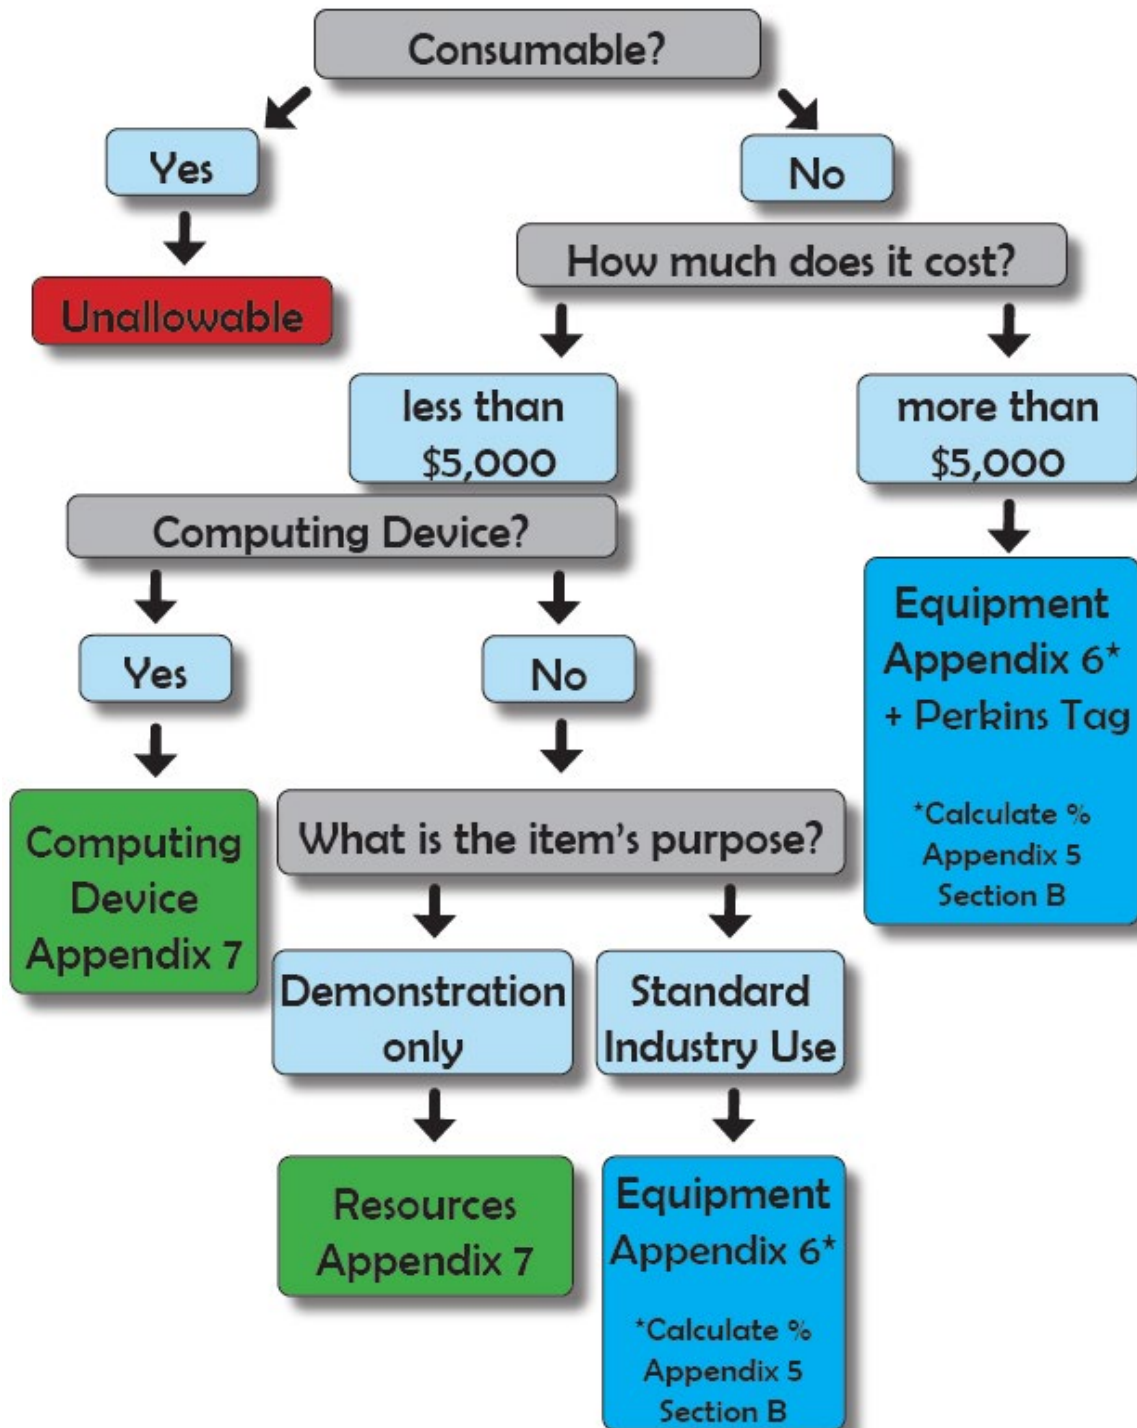 Consumable?
Yes
No
Unallowable
How much does it cost?
less than
$5,000
more than
$5,000
Computing Device?
Yes
No
Equipment
Appendix 6*
+ Perkins Tag
*Calculate %
Appendix 5
Section B
Computing
Device
Appendix 7
What is the item's purpose?
Demonstration
only
Standard
Industry Use
Resources
Appendix 7
Equipment
Appendix 6*
*Calculate %
Appendix 5
Section B